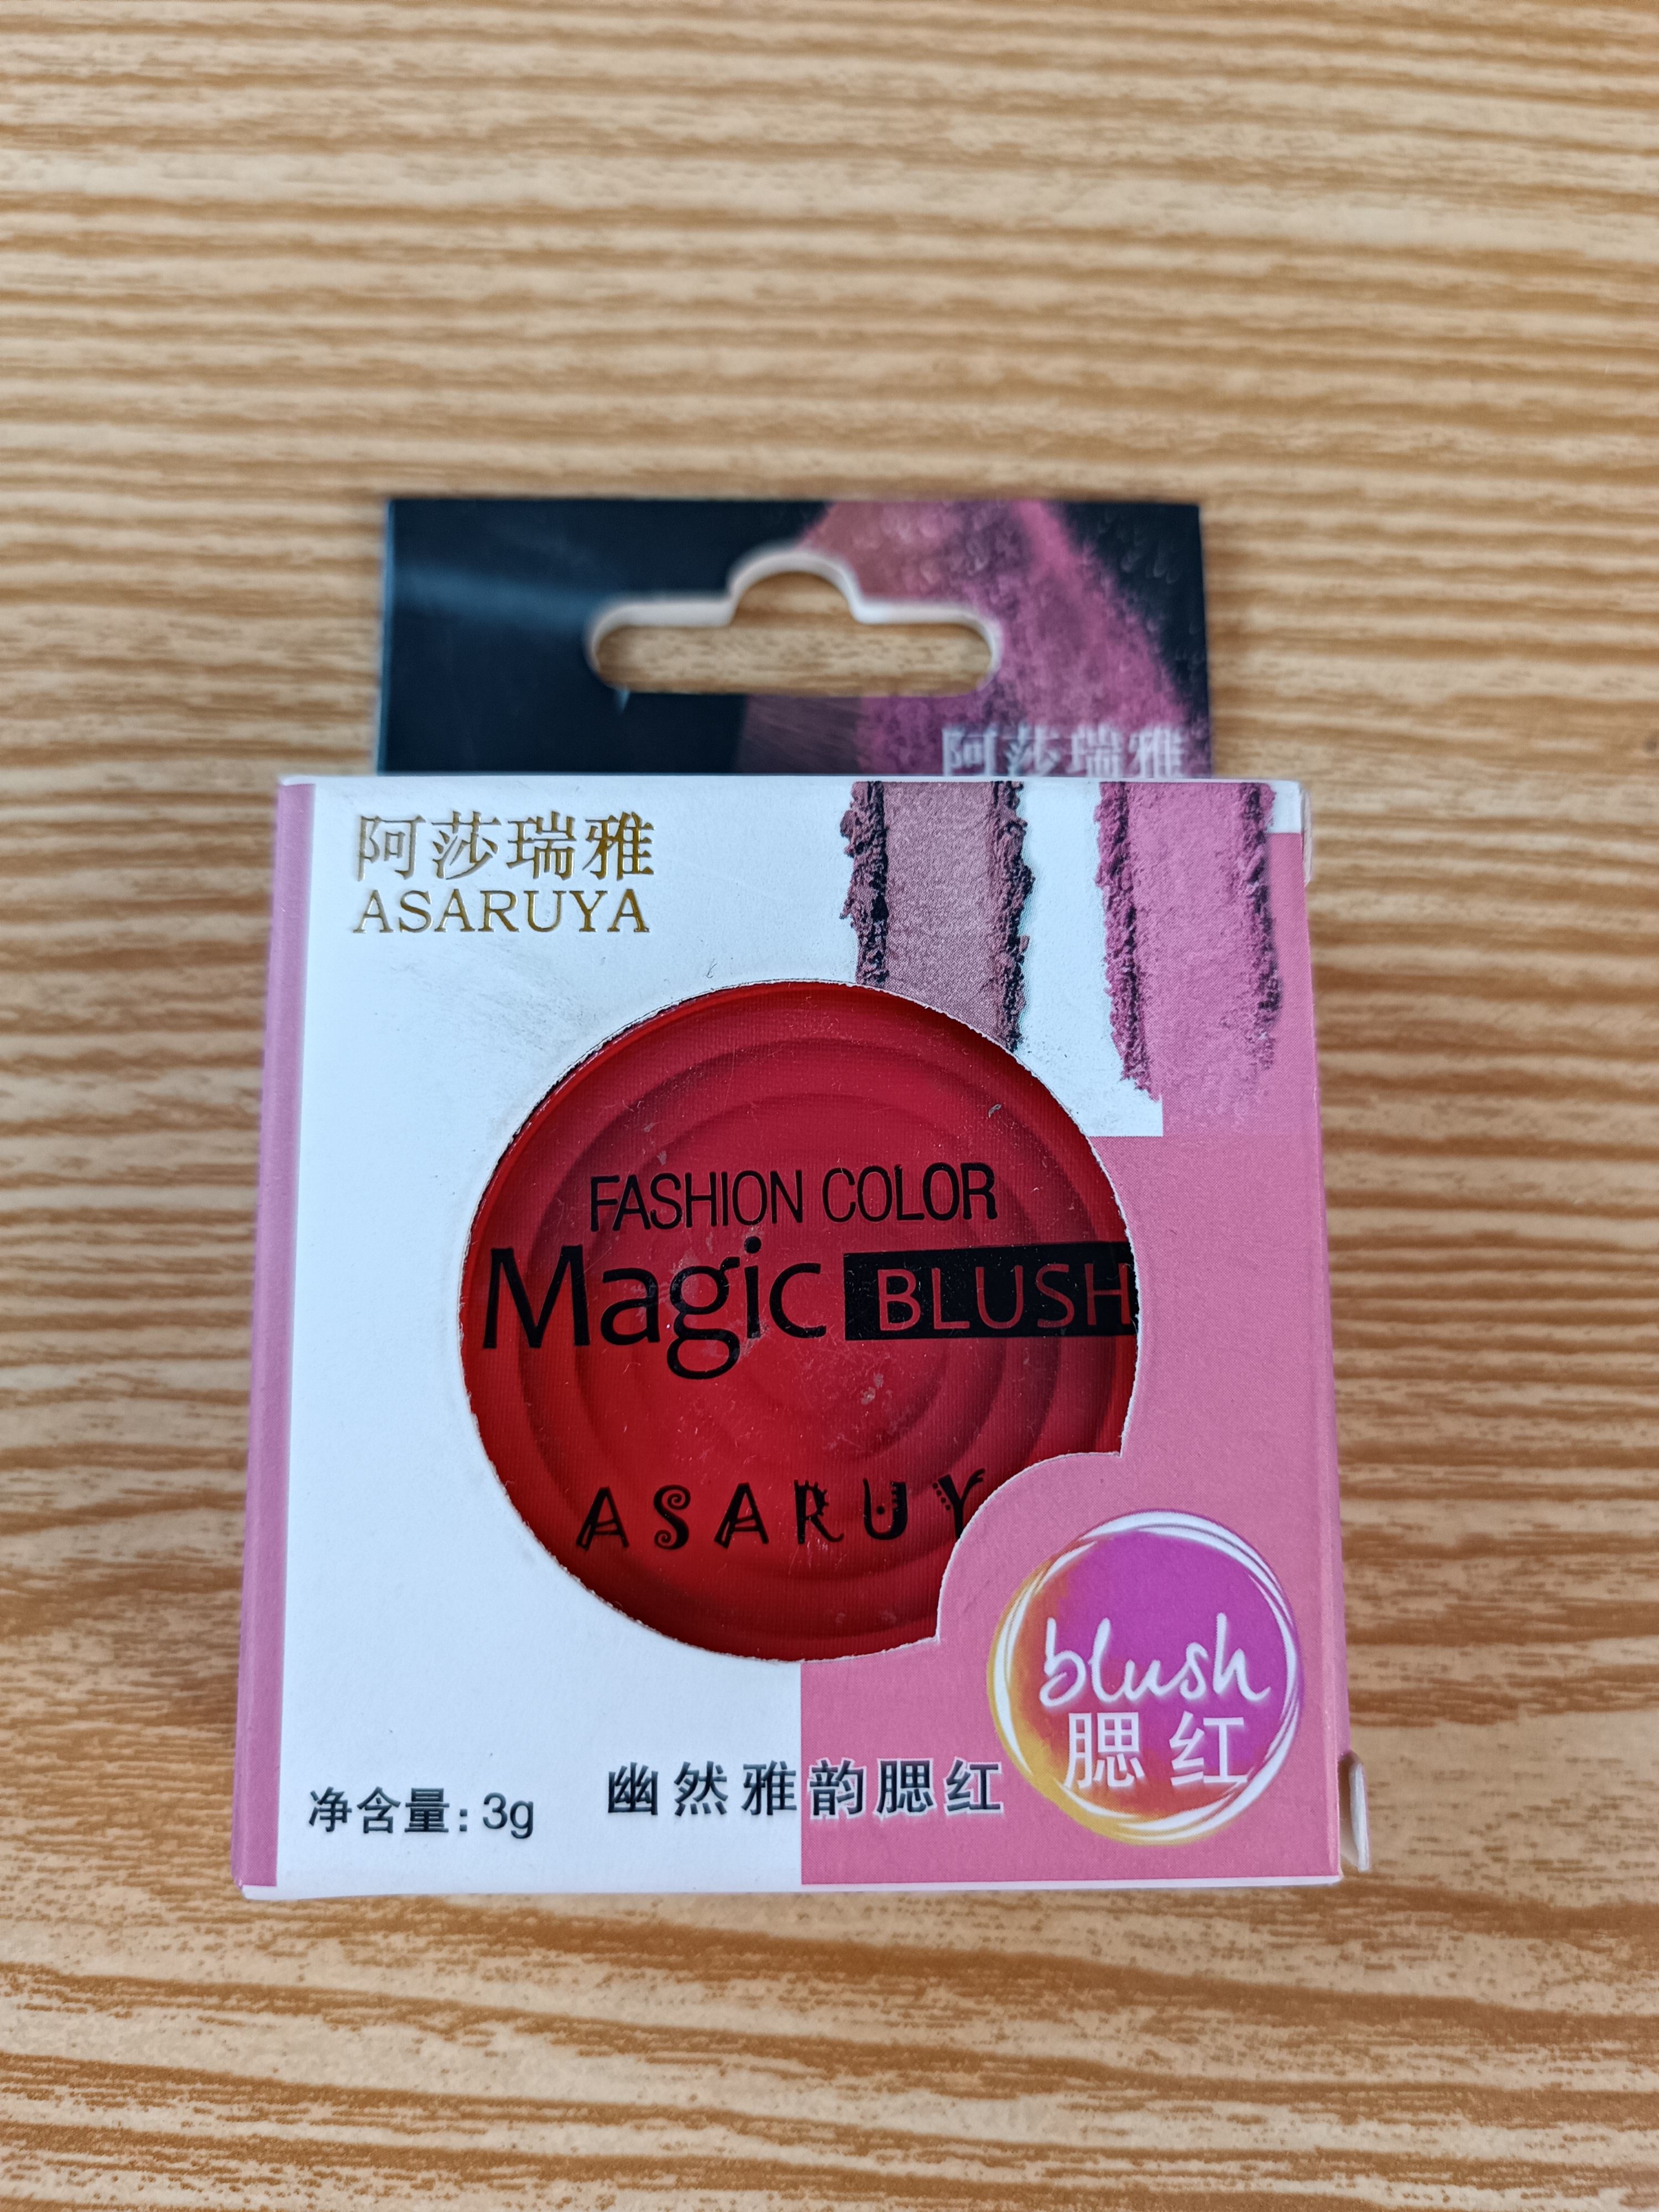 阿莎瑞雅
阿莎瑞雅
ASARUYA
FASHION COLOR
Magic BLUSH
ASARUY
blush
腮红
净含量：3g
幽然雅韵腮红